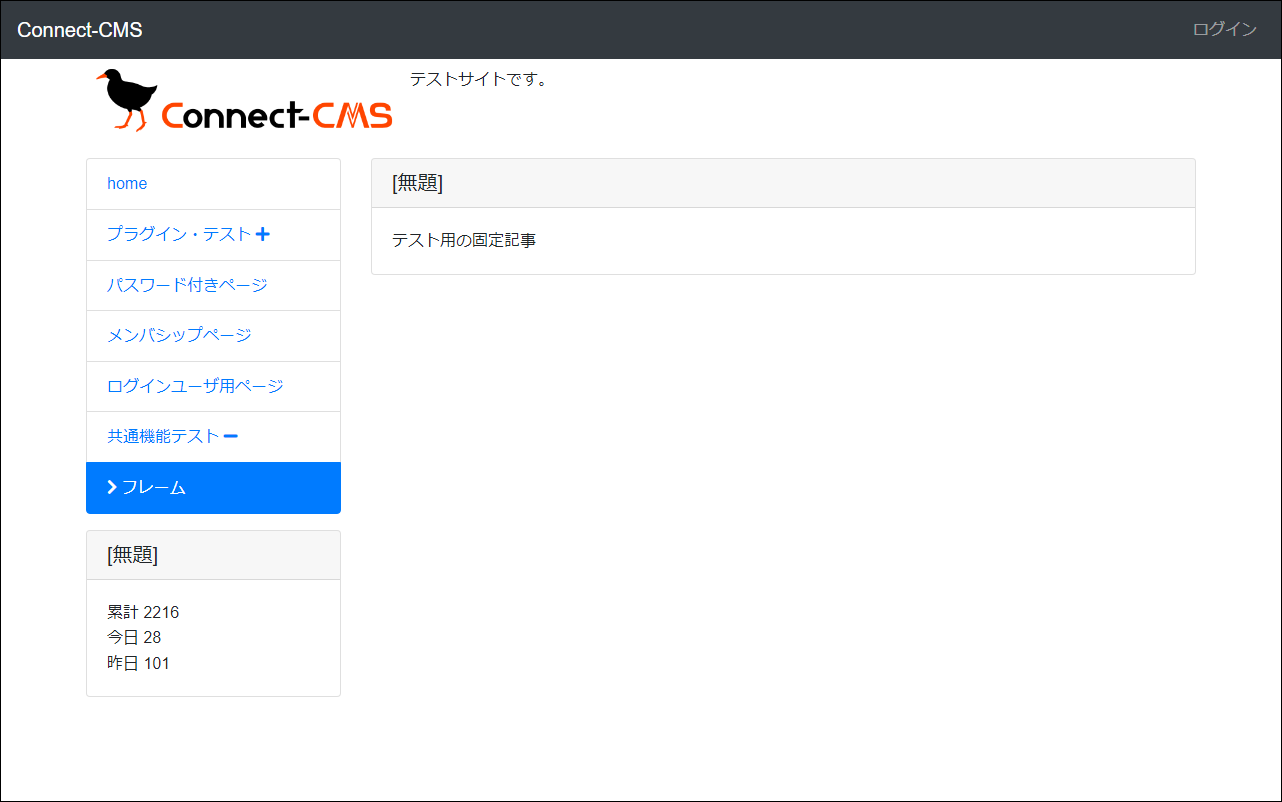 Connect-CMS
ログイン
Connect-CMS
テストサイトです。
home
プラグイン・テスト
パスワード付きページ
メンバシップページ
ログインユーザ用ページ
共通機能テスト
フレーム
[無題]
テスト用の固定記事
[無題]
累計 2216
今日 28
昨日 101